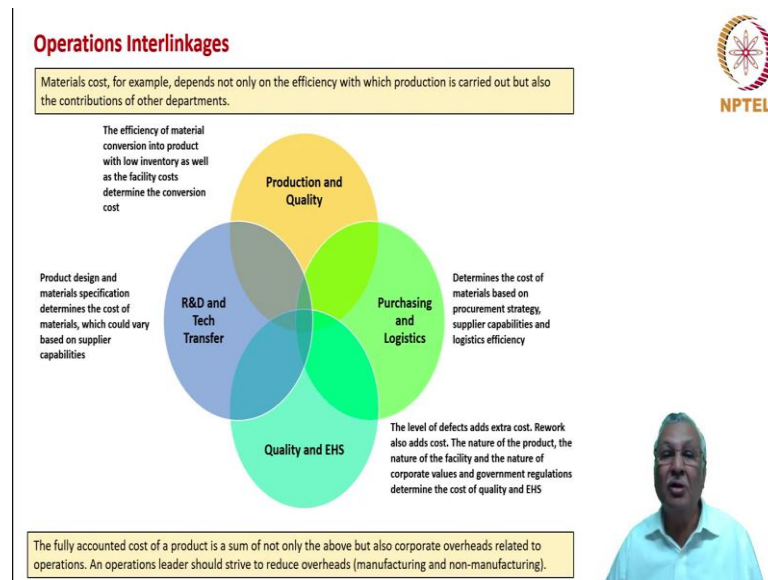 Operations Interlinkages
NPTEL
Materials cost, for example, depends not only on the efficiency with which production is carried out but also
the contributions of other departments.
The efficiency of material
conversion into product
with low inventory as well
as the facility costs
determine the conversion
cost
Production and
Quality
Product design and
materials specification
determines the cost of
materials, which could vary
based on supplier
capabilities
R&D and
Tech
Transfer
Purchasing
and
Logistics
Determines the cost of
materials based on
procurement strategy,
supplier capabilities and
logistics efficiency
Quality and EHS
The level of defects adds extra cost. Rework
also adds cost. The nature of the product, the
nature of the facility and the nature of
corporate values and government regulations
determine the cost of quality and EHS
The fully accounted cost of a product is a sum of not only the above but also corporate overheads related to
operations. An operations leader should strive to reduce overheads (manufacturing and non-manufacturing).